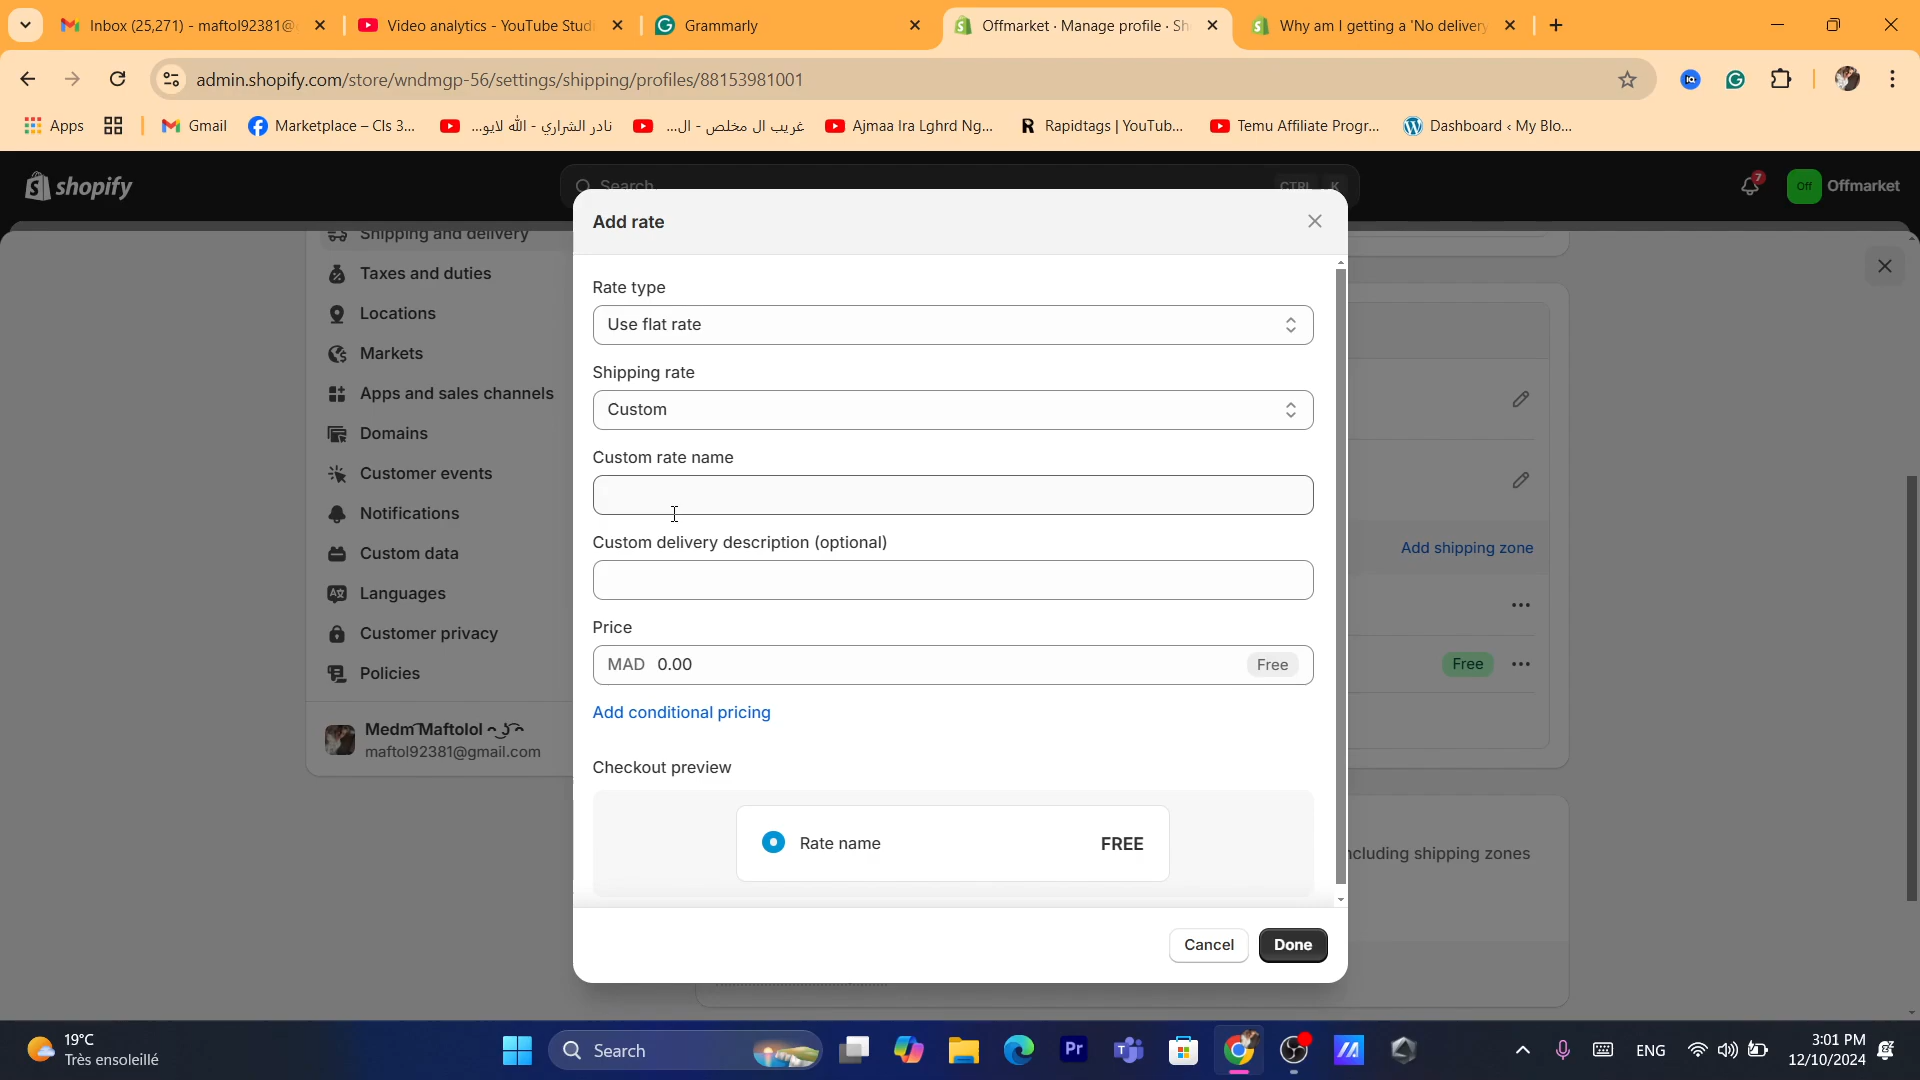 Inbox (25,271) - maftol92381@
Video analytics - YouTube Studi
Grammarly
Offmarket · Manage profile · Sh
Why am I getting a 'No delivery
admin.shopify.com/store/wndmgp-56/settings/shipping/profiles/88153981001
Apps
Gmail
Marketplace – Cls 3...
نادر الشراري - الله لايو...
غريب ال مخلص - ال...
Ajmaa Ira Lghrd Ng...
Rapidtags | YouTub...
Temu Affiliate Progr...
Dashboard ‹ My Blo...
shopify
Search
CTRL K
7
Off
Offmarket
Shipping and delivery
Taxes and duties
Locations
Markets
Apps and sales channels
Domains
Customer events
Notifications
Custom data
Languages
Customer privacy
Policies
maftol92381@gmail.com
Add rate
Rate type
Use flat rate
Shipping rate
Custom
Custom rate name
Custom delivery description (optional)
Price
MAD 0.00
Free
Add conditional pricing
Checkout preview
Rate name
FREE
Cancel
Done
Add shipping zone
Free
ncluding shipping zones
19°C
Très ensoleillé
Search
ENG
3:01 PM
12/10/2024